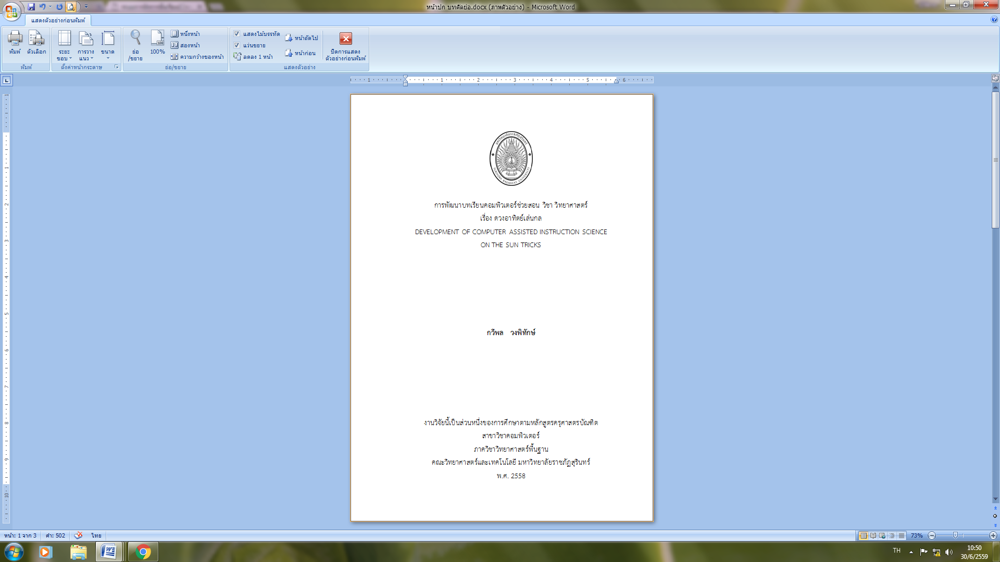 หน้าปก บทคัดย่อ.docx (ภาพตัวอย่าง) - Microsoft Word
แสดงตัวอย่างก่อนพิมพ์
พิมพ์
ตัวเลือก
ระยะขอบ
การวางแนว
ขนาด
ย่อ/ขยาย
100%
หนึ่งหน้า
สองหน้า
ความกว้างของหน้า
แสดงไม้บรรทัด
แว่นขยาย
ลดลง 1 หน้า
หน้าถัดไป
หน้าก่อน
ปิดการแสดงตัวอย่างก่อนพิมพ์
พิมพ์
ตั้งค่าหน้ากระดาษ
ย่อ/ขยาย
แสดงตัวอย่าง
มหาวิทยาลัยราชภัฏสุรินทร์
SURINDRA RAJABHAT UNIVERSITY
การพัฒนาบทเรียนคอมพิวเตอร์ช่วยสอน วิชา วิทยาศาสตร์
เรื่อง ดวงอาทิตย์เล่นกล
DEVELOPMENT OF COMPUTER ASSISTED INSTRUCTION SCIENCE
ON THE SUN TRICKS
กวีพล วงพิทักษ์
งานวิจัยนี้เป็นส่วนหนึ่งของการศึกษาตามหลักสูตรครุศาสตรบัณฑิต
สาขาวิชาคอมพิวเตอร์
ภาควิชาวิทยาศาสตร์พื้นฐาน
คณะวิทยาศาสตร์และเทคโนโลยี มหาวิทยาลัยราชภัฏสุรินทร์
พ.ศ. 2558
หน้า: 1 จาก 3
คำ: 502
ไทย
73%
TH
10:50
30/6/2559